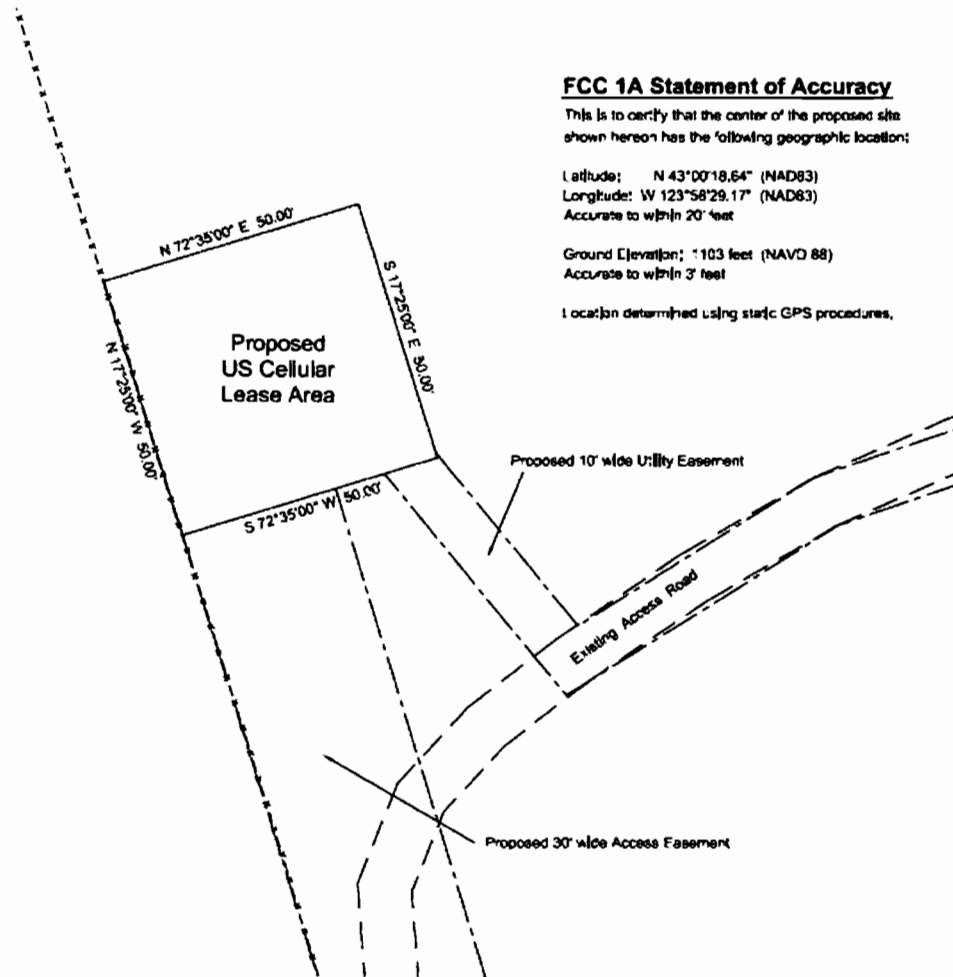 FCC 1A Statement of Accuracy
This is to certify that the center of the proposed site
shown hereon has the following geographic location:
Latitude: N 43°00'18.64" (NAD83)
Longitude: W 123°58'29.17" (NAD83)
Accurate to within 20' feet
Ground Elevation: 1103 feet (NAVD 88)
Accurate to within 3' feet
Location determined using static GPS procedures.
N 72°35'00" E 50.00'
S 17°25'00" E 50.00'
N 17°25'00" W 50.00'
Proposed
US Cellular
Lease Area
S 72°35'00" W 50.00'
Proposed 10' wide Utility Easement
Existing Access Road
Proposed 30' wide Access Easement